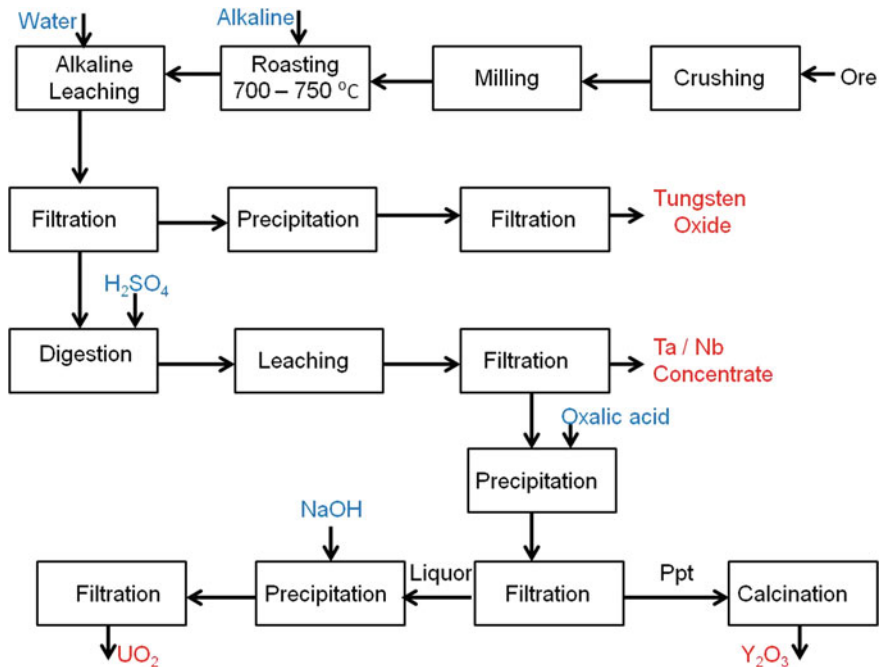 Water
Alkaline
Alkaline
Leaching
Roasting
700 – 750 °C
Milling
Crushing
Ore
Filtration
Precipitation
Filtration
Tungsten
Oxide
H₂SO₄
Digestion
Leaching
Filtration
Ta / Nb
Concentrate
Oxalic acid
Precipitation
NaOH
Filtration
Precipitation
Liquor
Filtration
Ppt
Calcination
UO₂
Y₂O₃